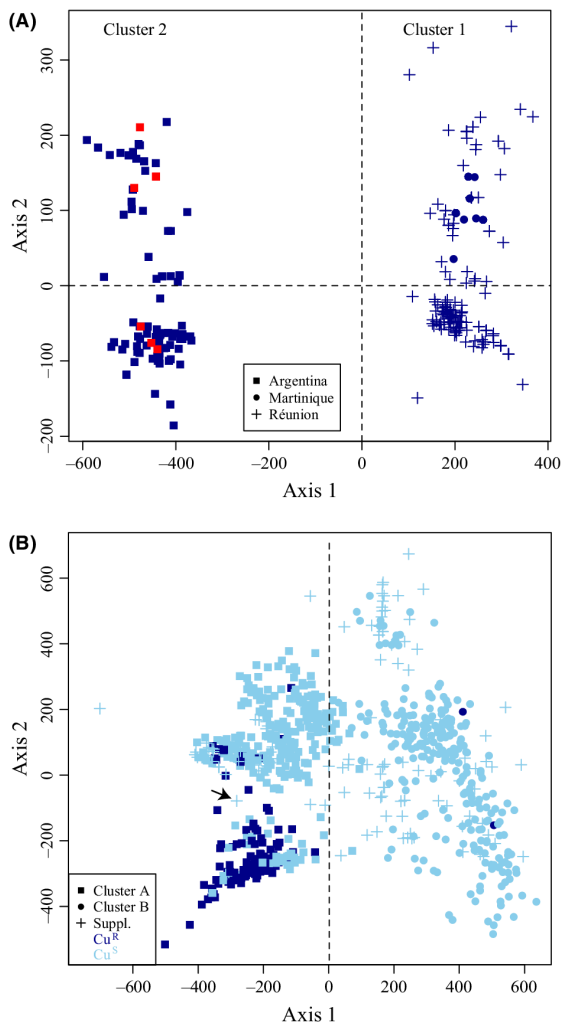 (A)
Cluster 2
Cluster 1
300
200
100
0
−100
−200
Axis 2
Argentina
Martinique
Réunion
−600
−400
−200
0
200
400
Axis 1
(B)
600
400
200
0
−200
−400
Axis 2
Cluster A
Cluster B
Suppl.
CuR
CuS
−600
−400
−200
0
200
400
600
Axis 1